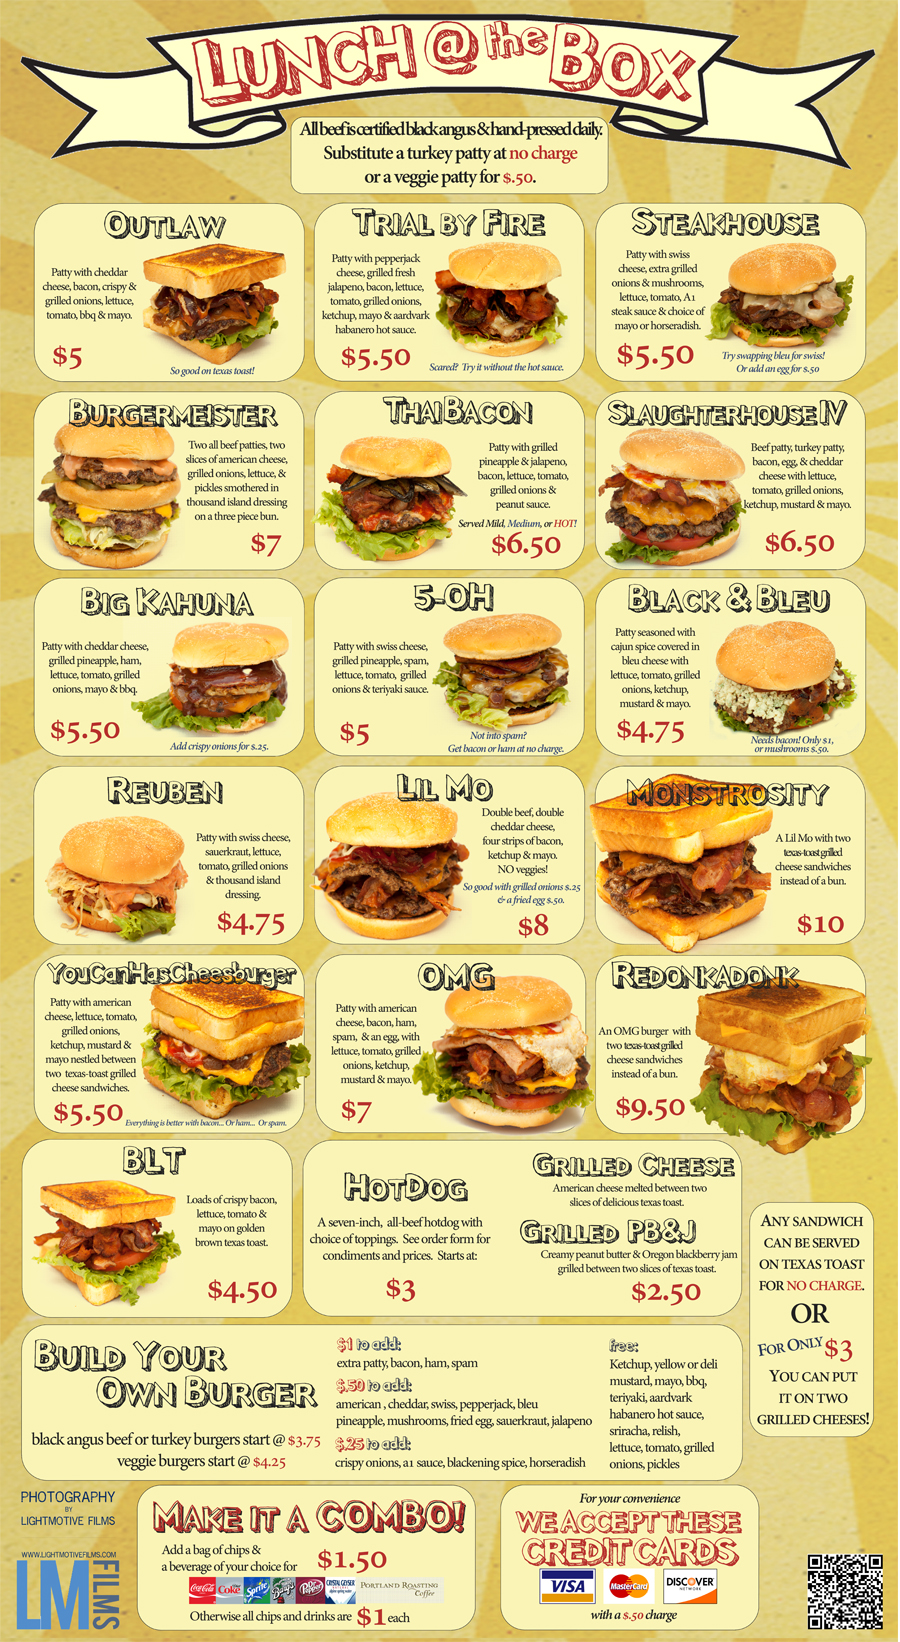 LUNCH @ the BOX
All beef is certified black angus & hand-pressed daily.
Substitute a turkey patty at no charge
or a veggie patty for $.50.
OUTLAW
Patty with cheddar
cheese, bacon, crispy &
grilled onions, lettuce,
tomato, bbq & mayo.
$5
So good on texas toast!
TRIAL BY FIRE
Patty with pepperjack
cheese, grilled fresh
jalapeno, bacon, lettuce,
tomato, grilled onions,
ketchup, mayo & aardvark
habanero hot sauce.
$5.50
Scared? Try it without the hot sauce.
STEAKHOUSE
Patty with swiss
cheese, extra grilled
onions & mushrooms,
lettuce, tomato, A1
steak sauce & choice of
mayo or horseradish.
$5.50
Try swapping bleu for swiss!
Or add an egg for $.50
BURGERMEISTER
Two all beef patties, two
slices of american cheese,
grilled onions, lettuce, &
pickles smothered in
thousand island dressing
on a three piece bun.
$7
THAI BACON
Patty with grilled
pineapple & jalapeno,
bacon, lettuce, tomato,
grilled onions &
peanut sauce.
Served Mild, Medium, or HOT!
$6.50
SLAUGHTERHOUSE IV
Beef patty, turkey patty,
bacon, egg, & cheddar
cheese with lettuce,
tomato, grilled onions,
ketchup, mustard & mayo.
$6.50
BIG KAHUNA
Patty with cheddar cheese,
grilled pineapple, ham,
lettuce, tomato, grilled
onions, mayo & bbq.
$5.50
Add crispy onions for $.25.
5-OH
Patty with swiss cheese,
grilled pineapple, spam,
lettuce, tomato, grilled
onions & teriyaki sauce.
$5
Not into spam?
Get bacon or ham at no charge.
BLACK & BLEU
Patty seasoned with
cajun spice covered in
bleu cheese with
lettuce, tomato, grilled
onions, ketchup,
mustard & mayo.
$4.75
Needs bacon! Only $1,
or mushrooms $.50.
REUBEN
Patty with swiss cheese,
sauerkraut, lettuce,
tomato, grilled onions
& thousand island
dressing.
$4.75
LIL MO
Double beef, double
cheddar cheese,
four strips of bacon,
ketchup & mayo.
NO veggies!
So good with grilled onions $.25
& a fried egg $.50.
$8
MONSTROSITY
A Lil Mo with two
texas-toast grilled
cheese sandwiches
instead of a bun.
$10
YouCanHasCheesburger
Patty with american
cheese, lettuce, tomato,
grilled onions,
ketchup, mustard &
mayo nestled between
two texas-toast grilled
cheese sandwiches.
$5.50
Everything is better with bacon... Or ham... Or spam.
OMG
Patty with american
cheese, bacon, ham,
spam, & an egg, with
lettuce, tomato, grilled
onions, ketchup,
mustard & mayo.
$7
REDONKADONK
An OMG burger with
two texas-toast grilled
cheese sandwiches
instead of a bun.
$9.50
BLT
Loads of crispy bacon,
lettuce, tomato &
mayo on golden
brown texas toast.
$4.50
HOTDOG
A seven-inch, all-beef hotdog with
choice of toppings. See order form for
condiments and prices. Starts at:
$3
GRILLED CHEESE
American cheese melted between two
slices of delicious texas toast.
GRILLED PB&J
Creamy peanut butter & Oregon blackberry jam
grilled between two slices of texas toast.
$2.50
ANY SANDWICH
CAN BE SERVED
ON TEXAS TOAST
FOR NO CHARGE.
OR
FOR ONLY $3
YOU CAN PUT
IT ON TWO
GRILLED CHEESES!
BUILD YOUR
OWN BURGER
black angus beef or turkey burgers start @ $3.75
veggie burgers start @ $4.25
$1 to add:
extra patty, bacon, ham, spam
$.50 to add:
american , cheddar, swiss, pepperjack, bleu
pineapple, mushrooms, fried egg, sauerkraut, jalapeno
$.25 to add:
crispy onions, a1 sauce, blackening spice, horseradish
free:
Ketchup, yellow or deli
mustard, mayo, bbq,
teriyaki, aardvark
habanero hot sauce,
sriracha, relish,
lettuce, tomato, grilled
onions, pickles
PHOTOGRAPHY
BY
LIGHTMOTIVE FILMS
WWW.LIGHTMOTIVEFILMS.COM
LM FILMS
MAKE IT A COMBO!
Add a bag of chips &
a beverage of your choice for $1.50
Coca-Cola Coke Sprite Barq's Dr Pepper CRYSTAL GEYSER PORTLAND ROASTING Coffee
Otherwise all chips and drinks are $1 each
For your convenience
WE ACCEPT THESE
CREDIT CARDS
VISA MasterCard DISCOVER NETWORK
with a $.50 charge